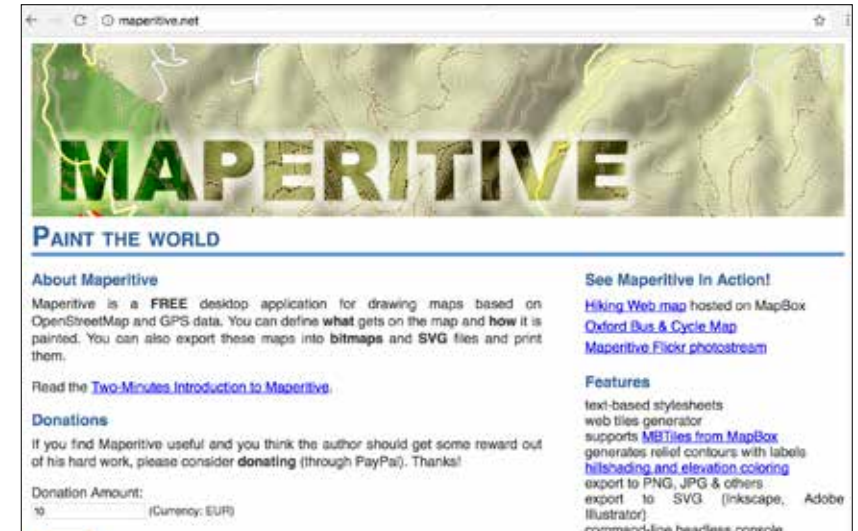 maperitive.net
MAPERITIVE
PAINT THE WORLD
About Maperitive
Maperitive is a FREE desktop application for drawing maps based on
OpenStreetMap and GPS data. You can define what gets on the map and how it is
painted. You can also export these maps into bitmaps and SVG files and print
them.
Read the Two-Minutes Introduction to Maperitive.
Donations
If you find Maperitive useful and you think the author should get some reward out
of his hard work, please consider donating (through PayPal). Thanks!
Donation Amount:
10 (Currency: EUR)
See Maperitive In Action!
Hiking Web map hosted on MapBox
Oxford Bus & Cycle Map
Maperitive Flickr photostream
Features
text-based stylesheets
web tiles generator
supports MBTiles from MapBox
generates relief contours with labels
hillshading and elevation coloring
export to PNG, JPG & others
export to SVG (Inkscape, Adobe
Illustrator)
command-line headless console